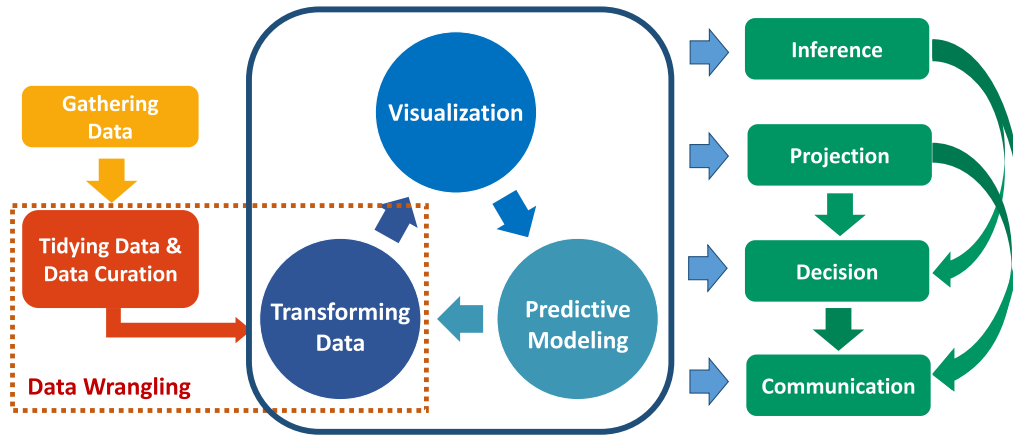 Gathering
Data
Tidying Data &
Data Curation
Data Wrangling
Visualization
Transforming
Data
Predictive
Modeling
Inference
Projection
Decision
Communication